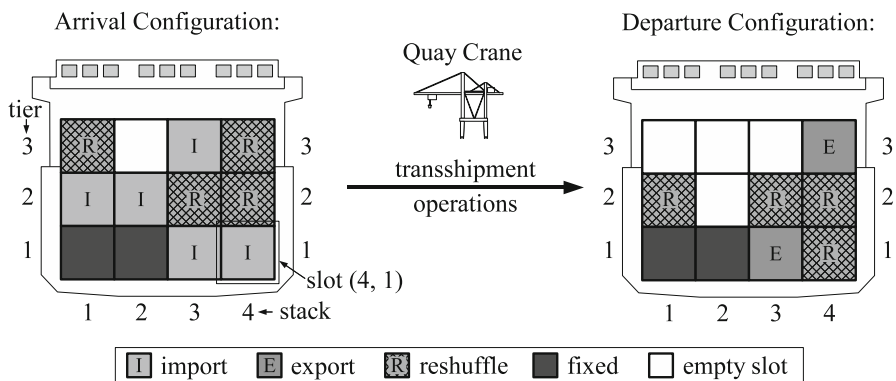 Arrival Configuration:
Departure Configuration:
Quay Crane
tier
3 R I R 3
3 E 3
transshipment
operations
2 I I R R 2
2 R R R 2
1 I I 1
1 E R 1
slot (4, 1)
1 2 3 4 stack
1 2 3 4
I import E export R reshuffle fixed empty slot